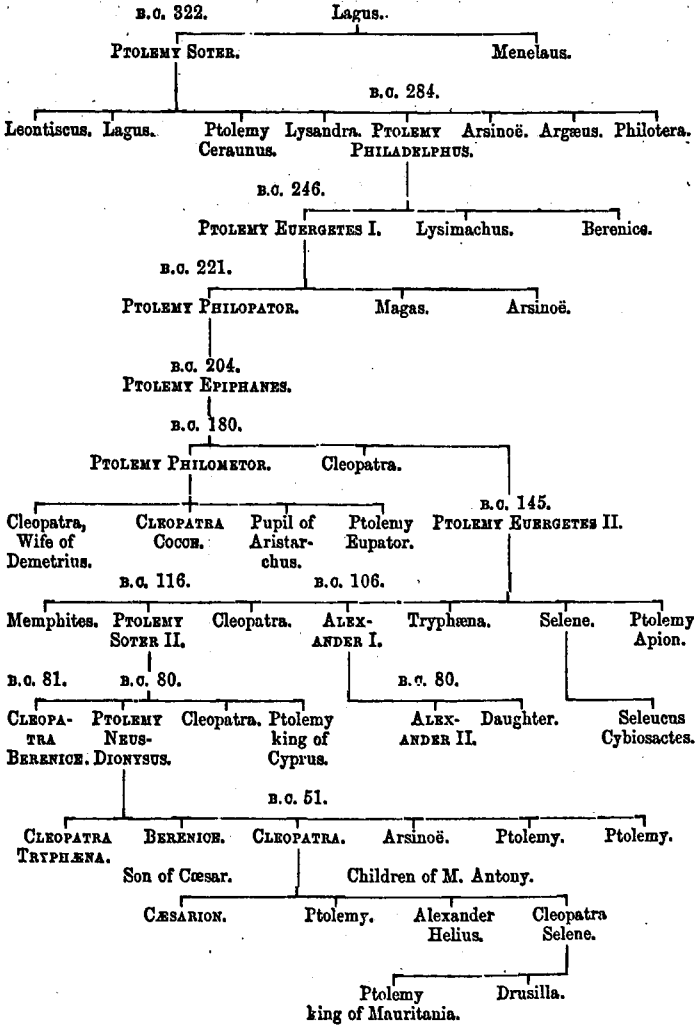 B.C. 322. Lagus.
PTOLEMY SOTER. Menelaus.
B.C. 284.
Leontiscus. Lagus. Ptolemy Lysandra. PTOLEMY Arsinoë. Argæus. Philotera.
Ceraunus. PHILADELPHUS.
B.C. 246.
PTOLEMY EUERGETES I. Lysimachus. Berenice.
B.C. 221.
PTOLEMY PHILOPATOR. Magas. Arsinoë.
B.C. 204.
PTOLEMY EPIPHANES.
B.C. 180.
PTOLEMY PHILOMETOR. Cleopatra.
B.C. 145.
Cleopatra, CLEOPATRA Pupil of Ptolemy PTOLEMY EUERGETES II.
Wife of COCCE. Aristar- Eupator.
Demetrius. chus.
B.C. 116. B.C. 106.
Memphites. PTOLEMY Cleopatra. ALEX- Tryphæna. Selene. Ptolemy
SOTER II. ANDER I. Apion.
B.C. 81. B.C. 80. B.C. 80.
CLEOPA- PTOLEMY Cleopatra. Ptolemy ALEX- Daughter. Seleucus
TRA NEUS- king of ANDER II. Cybiosactes.
BERENICE. DIONYSUS. Cyprus.
B.C. 51.
CLEOPATRA BERENICE. CLEOPATRA. Arsinoë. Ptolemy. Ptolemy.
TRYPHÆNA.
Son of Cæsar. Children of M. Antony.
CÆSARION. Ptolemy. Alexander Cleopatra
Helius. Selene.
Ptolemy Drusilla.
king of Mauritania.